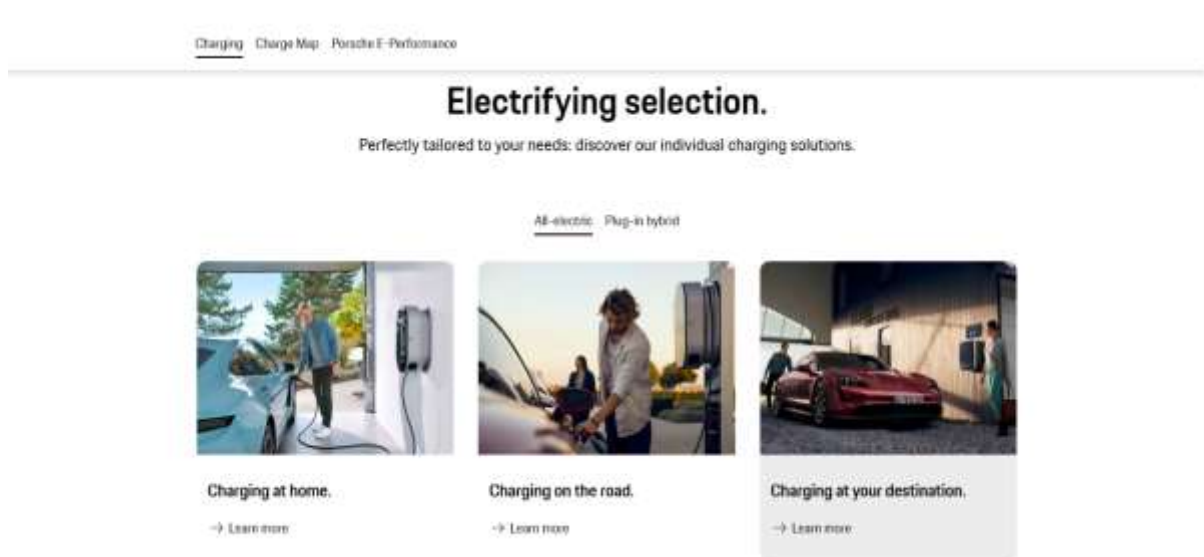 Charging Charge Map Porsche E-Performance
Electrifying selection.
Perfectly tailored to your needs: discover our individual charging solutions.
All-electric Plug-in hybrid
Charging at home. Charging on the road. Charging at your destination.
→ Learn more → Learn more → Learn more